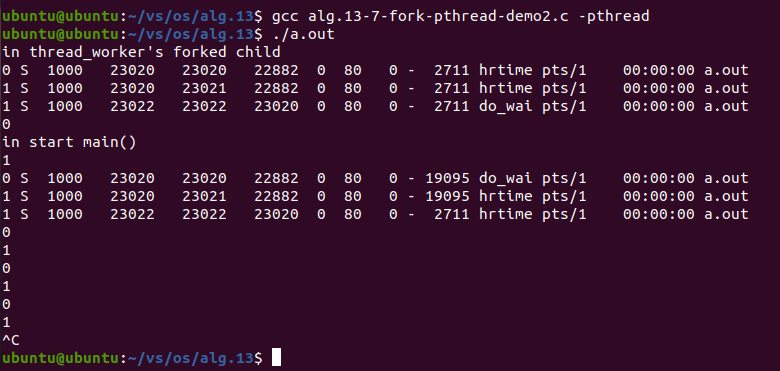 ubuntu@ubuntu:~/vs/os/alg.13$ gcc alg.13-7-fork-pthread-demo2.c -pthread
ubuntu@ubuntu:~/vs/os/alg.13$ ./a.out
in thread_worker's forked child
0 S  1000   23020   23020   22882  0  80   0 -  2711 hrtime pts/1    00:00:00 a.out
1 S  1000   23020   23021   22882  0  80   0 -  2711 hrtime pts/1    00:00:00 a.out
1 S  1000   23022   23022   23020  0  80   0 -  2711 do_wai pts/1    00:00:00 a.out
0
in start main()
1
0 S  1000   23020   23020   22882  0  80   0 - 19095 do_wai pts/1    00:00:00 a.out
1 S  1000   23020   23021   22882  0  80   0 - 19095 hrtime pts/1    00:00:00 a.out
1 S  1000   23022   23022   23020  0  80   0 -  2711 hrtime pts/1    00:00:00 a.out
0
1
0
1
0
1
^C
ubuntu@ubuntu:~/vs/os/alg.13$